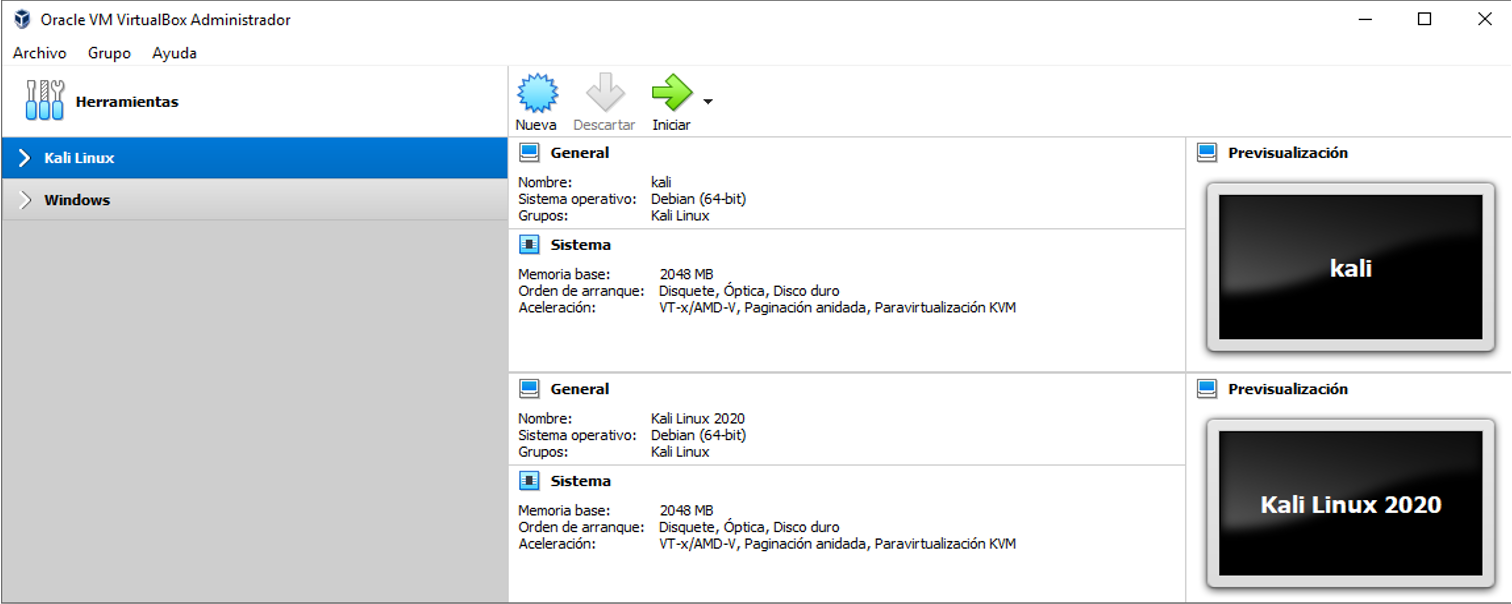 Oracle VM VirtualBox Administrador
Archivo Grupo Ayuda
Herramientas
Nueva Descartar Iniciar
Kali Linux
Windows
General
Nombre: kali
Sistema operativo: Debian (64-bit)
Grupos: Kali Linux
Sistema
Memoria base: 2048 MB
Orden de arranque: Disquete, Óptica, Disco duro
Aceleración: VT-x/AMD-V, Paginación anidada, Paravirtualización KVM
Previsualización
kali
General
Nombre: Kali Linux 2020
Sistema operativo: Debian (64-bit)
Grupos: Kali Linux
Sistema
Memoria base: 2048 MB
Orden de arranque: Disquete, Óptica, Disco duro
Aceleración: VT-x/AMD-V, Paginación anidada, Paravirtualización KVM
Previsualización
Kali Linux 2020